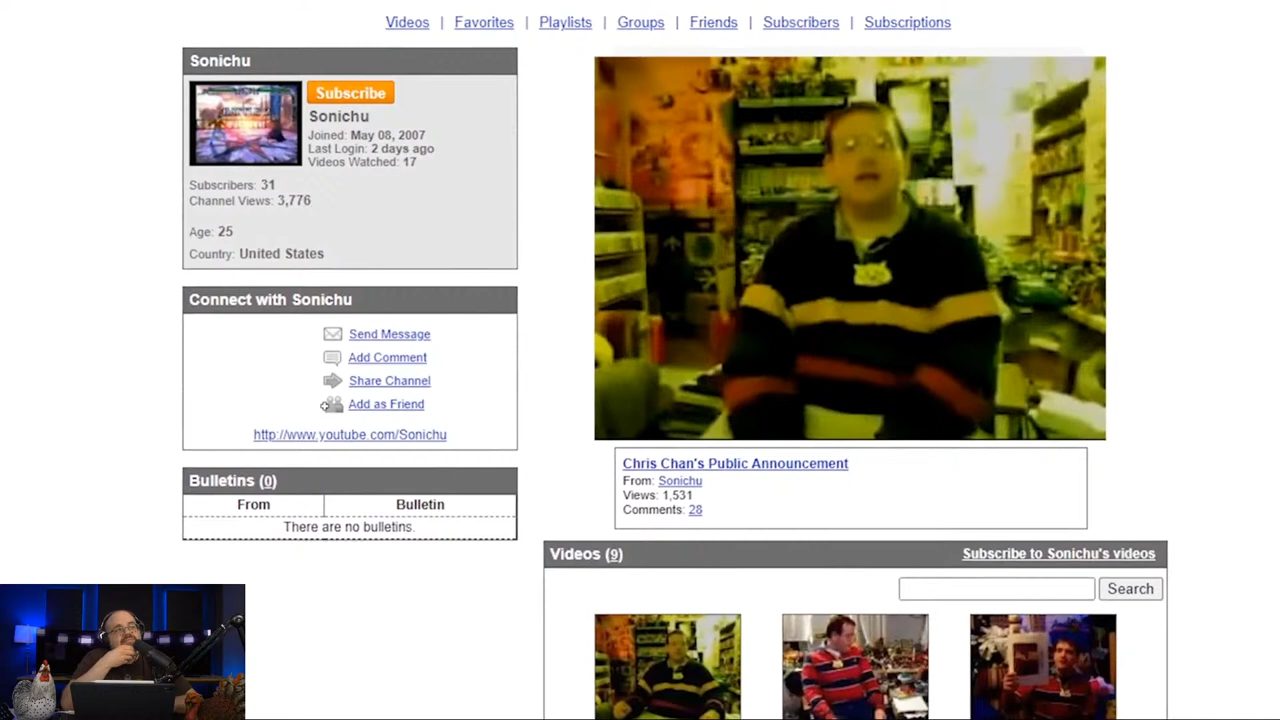 Videos | Favorites | Playlists | Groups | Friends | Subscribers | Subscriptions
Sonichu
Subscribe
Sonichu
Joined: May 08, 2007
Last Login: 2 days ago
Videos Watched: 17
Subscribers: 31
Channel Views: 3,776
Age: 25
Country: United States
Connect with Sonichu
Send Message
Add Comment
Share Channel
Add as Friend
http://www.youtube.com/Sonichu
Bulletins (0)
From Bulletin
There are no bulletins.
Chris Chan's Public Announcement
From: Sonichu
Views: 1,531
Comments: 28
Videos (9) Subscribe to Sonichu's videos
Search